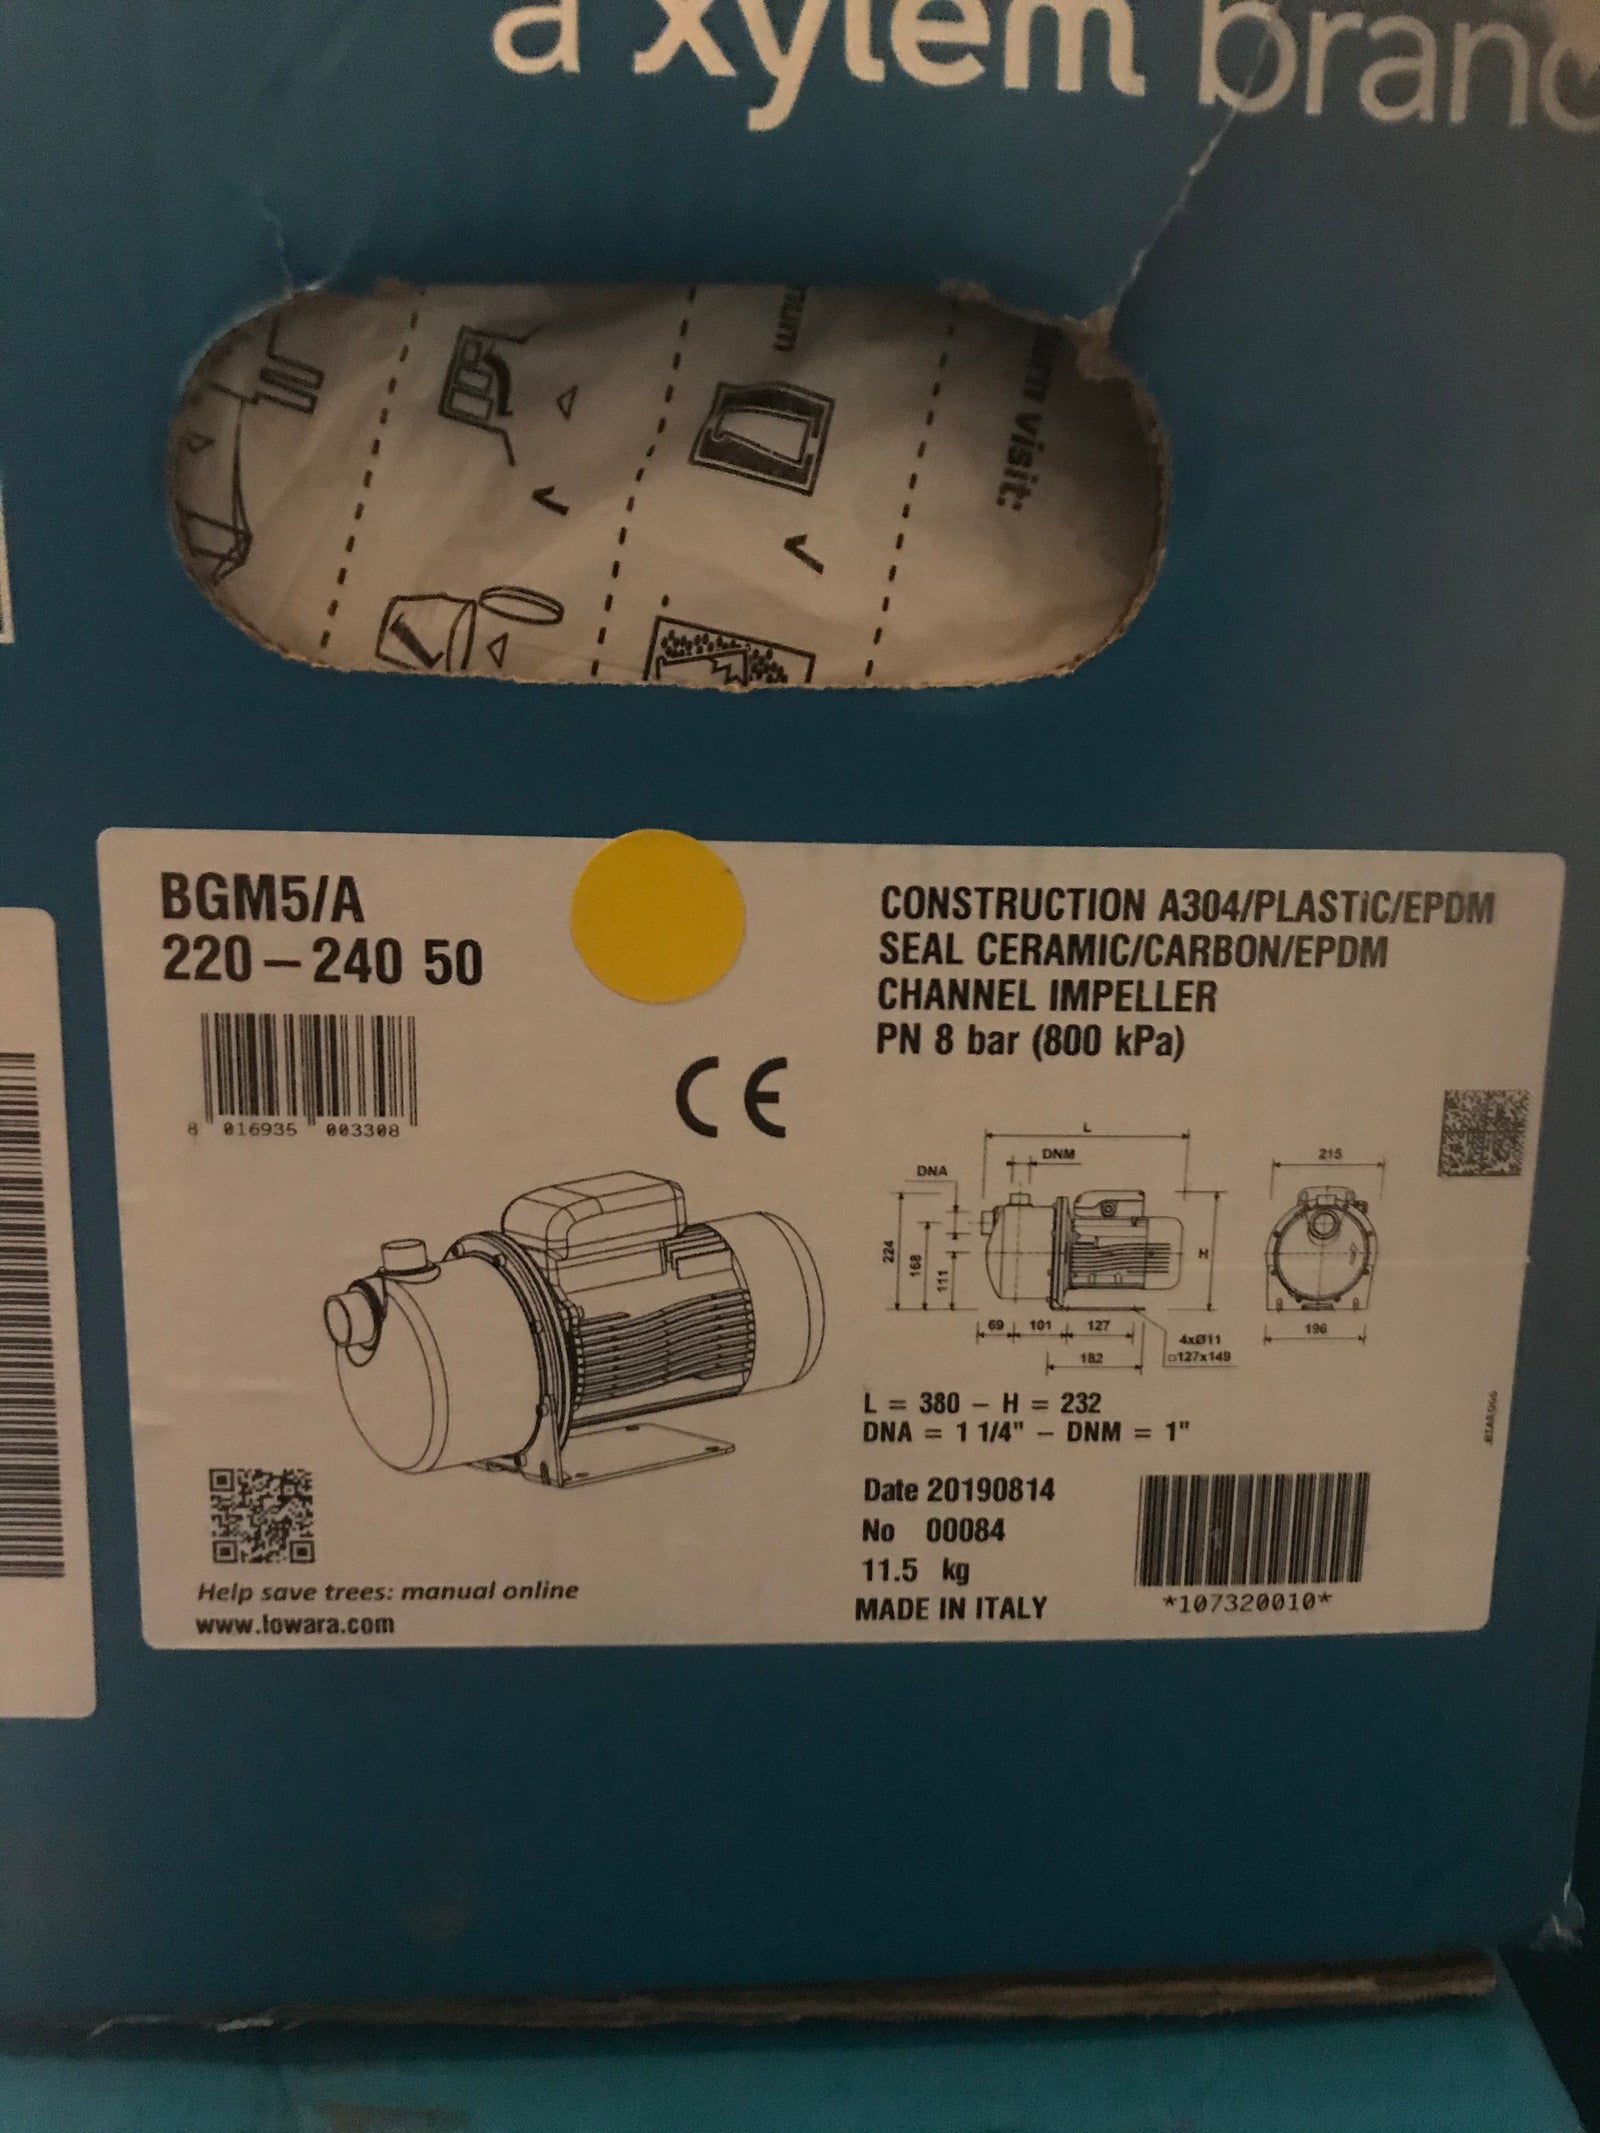 a xylem brand
visit:
BGM5/A
220-240 50
8 016935 003308
CE
CONSTRUCTION A304/PLASTIC/EPDM
SEAL CERAMIC/CARBON/EPDM
CHANNEL IMPELLER
PN 8 bar (800 kPa)
L
DNM
DNA
215
224
168
111
H
69 101 127
182
4xØ11
□127x149
196
L = 380 - H = 232
DNA = 1 1/4" - DNM = 1"
Date 20190814
No 00084
11.5 kg
MADE IN ITALY
*107320010*
Help save trees: manual online
www.lowara.com